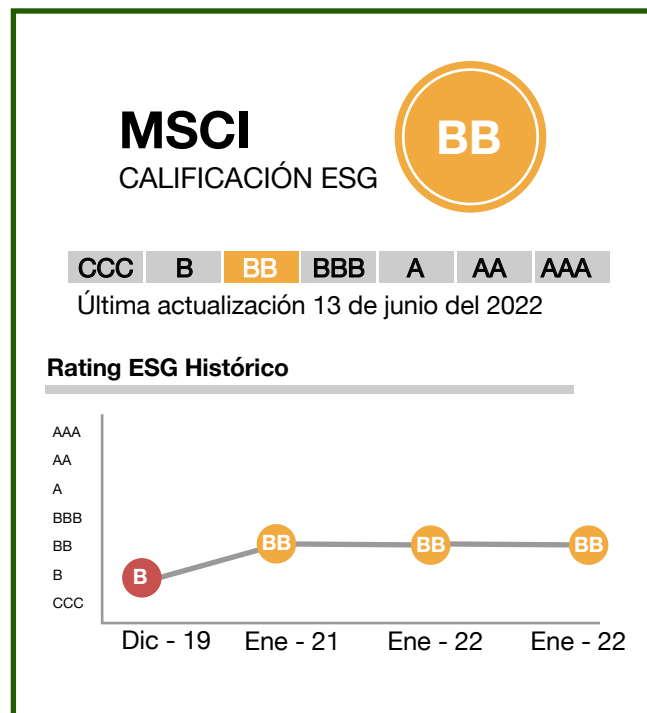 MSCI
CALIFICACIÓN ESG
BB
CCC B BB BBB A AA AAA
Última actualización 13 de junio del 2022
Rating ESG Histórico
AAA
AA
A
BBB
BB
B
CCC
B BB BB BB
Dic - 19 Ene - 21 Ene - 22 Ene - 22